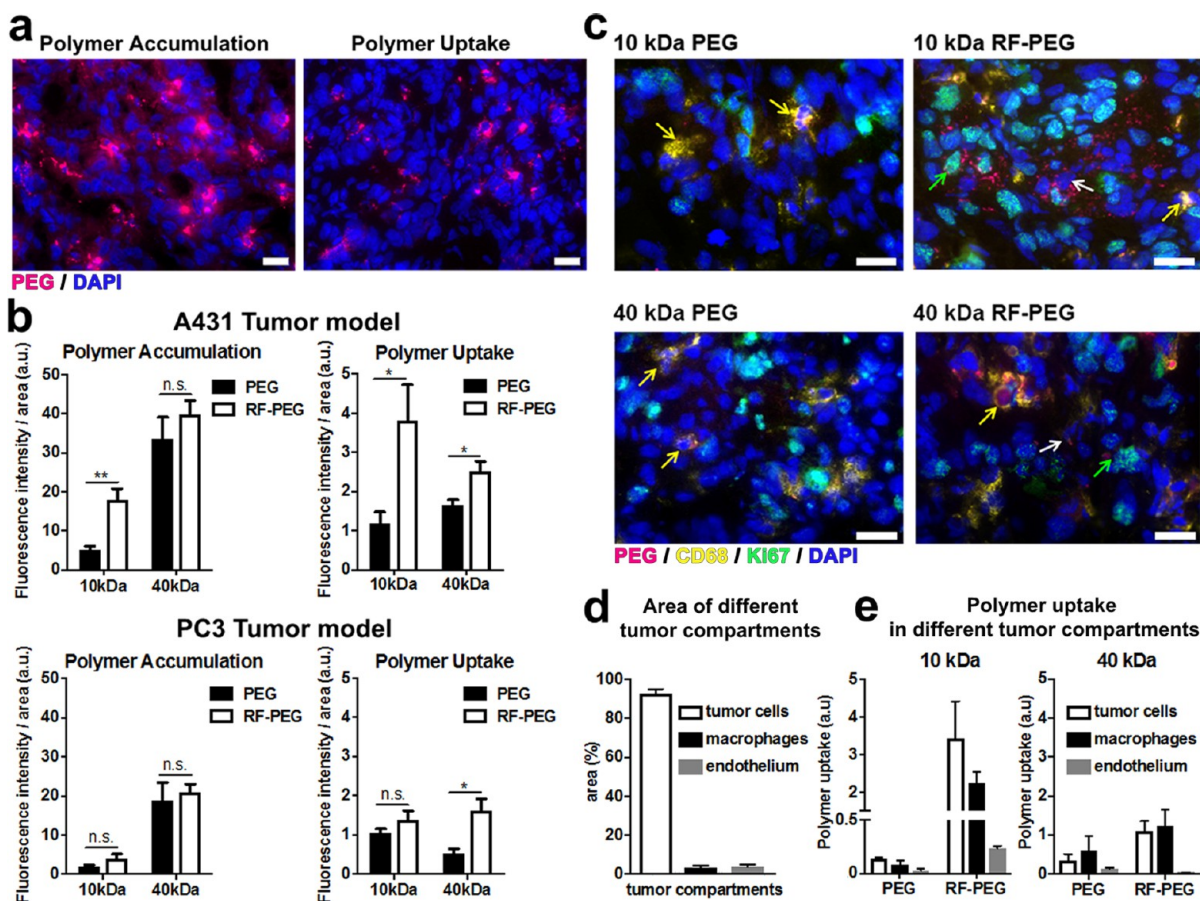 a
Polymer Accumulation
Polymer Uptake
PEG / DAPI
b
A431 Tumor model
Polymer Accumulation
Fluorescence intensity / area (a.u.)
50
40
30
20
10
0
**
n.s.
PEG
RF-PEG
10kDa
40kDa
Polymer Uptake
Fluorescence intensity / area (a.u.)
5
4
3
2
1
0
*
*
PEG
RF-PEG
10kDa
40kDa
PC3 Tumor model
Polymer Accumulation
Fluorescence intensity / area (a.u.)
50
40
30
20
10
0
n.s.
n.s.
PEG
RF-PEG
10kDa
40kDa
Polymer Uptake
Fluorescence intensity / area (a.u.)
5
4
3
2
1
0
n.s.
*
PEG
RF-PEG
10kDa
40kDa
c
10 kDa PEG
10 kDa RF-PEG
40 kDa PEG
40 kDa RF-PEG
PEG / CD68 / Ki67 / DAPI
d
Area of different
tumor compartments
area (%)
100
80
60
40
20
0
tumor cells
macrophages
endothelium
tumor compartments
e
Polymer uptake
in different tumor compartments
10 kDa
Polymer uptake (a.u)
5
4
3
2
0.5
0
PEG
RF-PEG
40 kDa
Polymer uptake (a.u)
5
4
3
2
1
0
tumor cells
macrophages
endothelium
PEG
RF-PEG